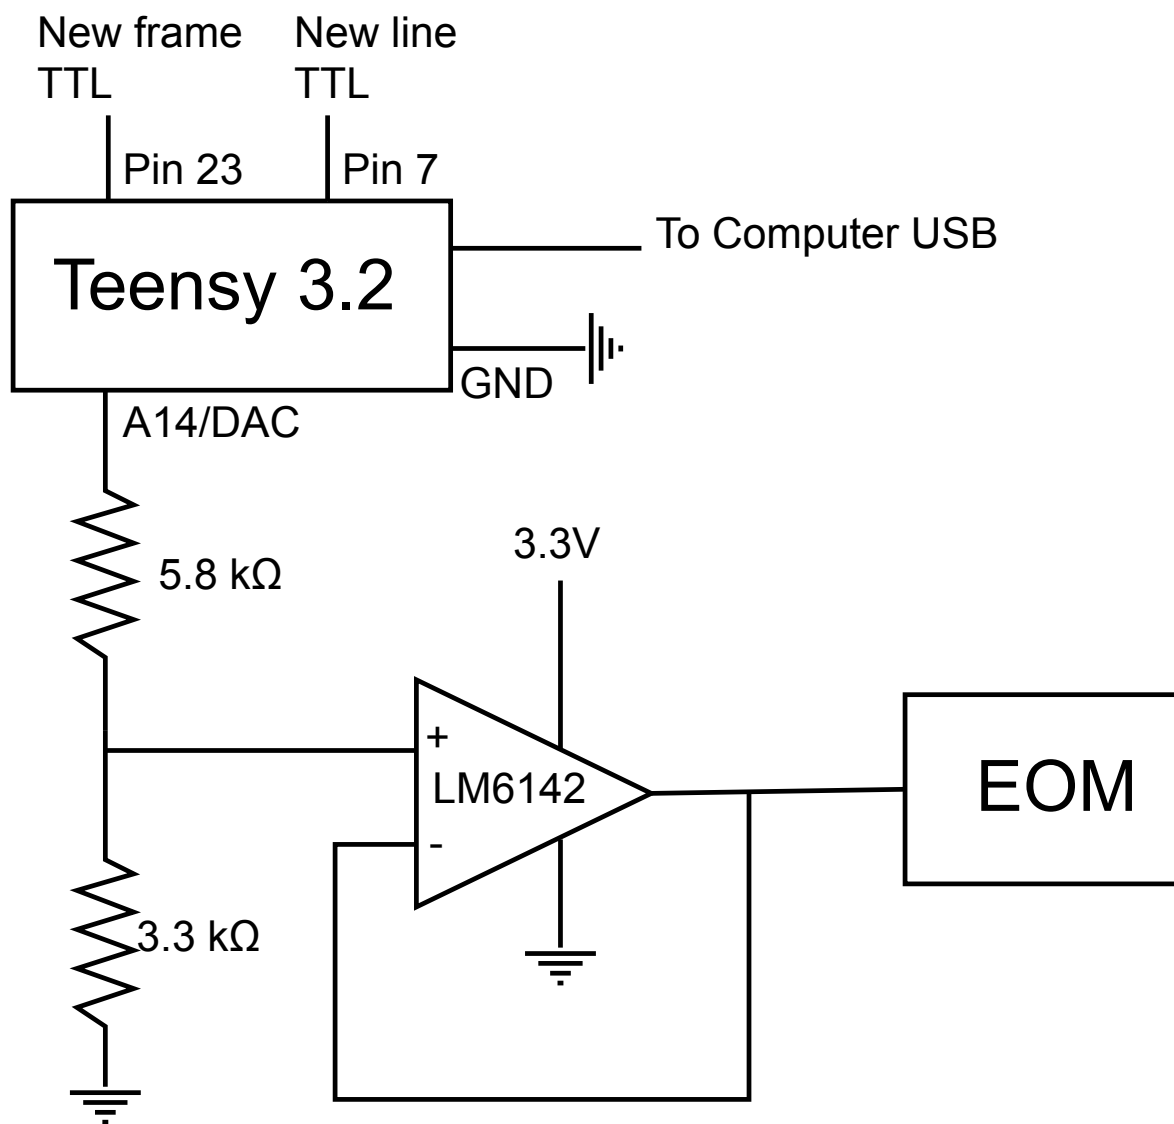 New frame
TTL
New line
TTL
Pin 23
Pin 7
Teensy 3.2
To Computer USB
GND
A14/DAC
5.8 kΩ
3.3V
+
LM6142
-
EOM
3.3 kΩ